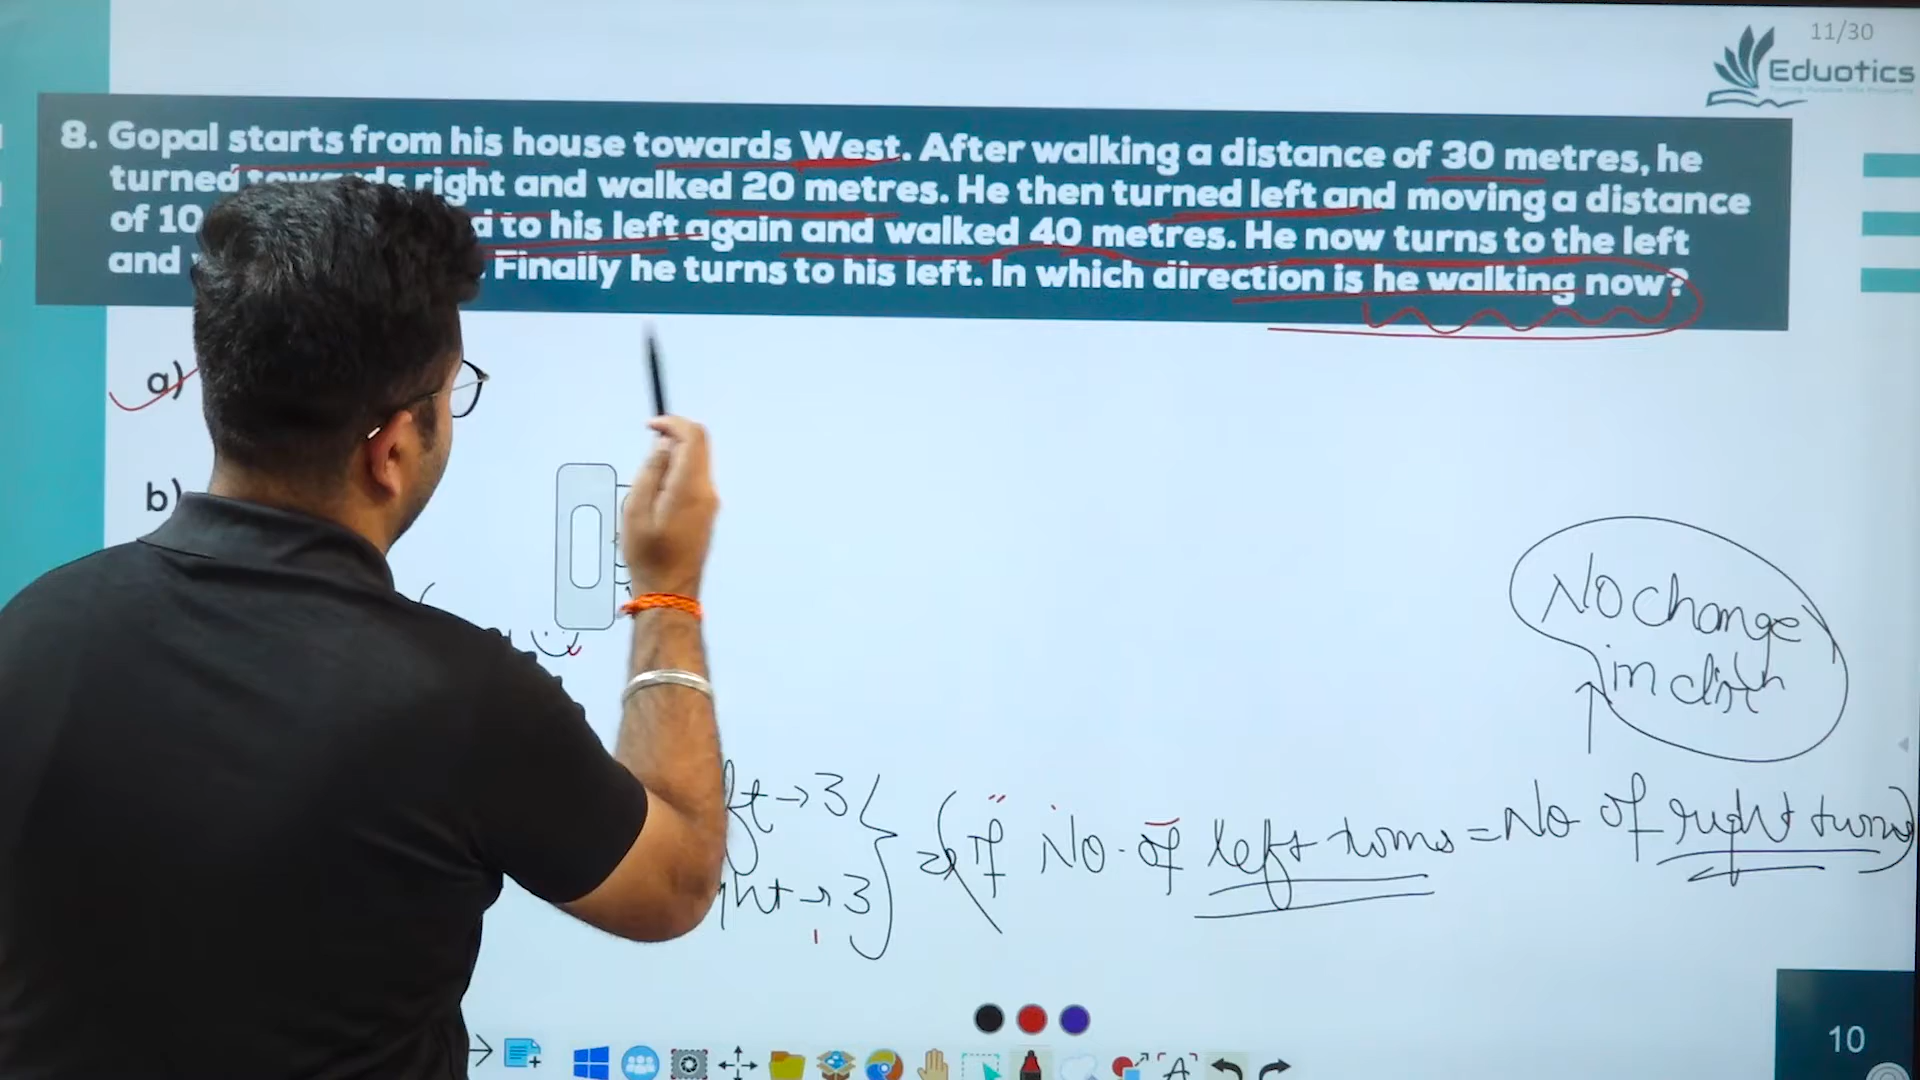 11/30
Eduotics
8. Gopal starts from his house towards West. After walking a distance of 30 metres, he
turned towards right and walked 20 metres. He then turned left and moving a distance
of 10 d to his left again and walked 40 metres. He now turns to the left
and Finally he turns to his left. In which direction is he walking now?
a)
b)
No change
in dirn
ft → 3
ght → 3
If No. of left turns = No of right turns
10